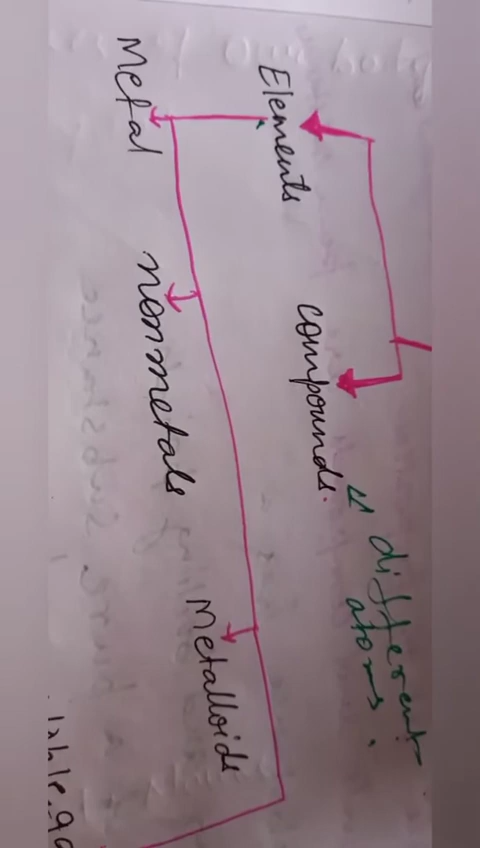 Elements
compounds.
different
atoms.
Metal
nonmetals
Metalloids